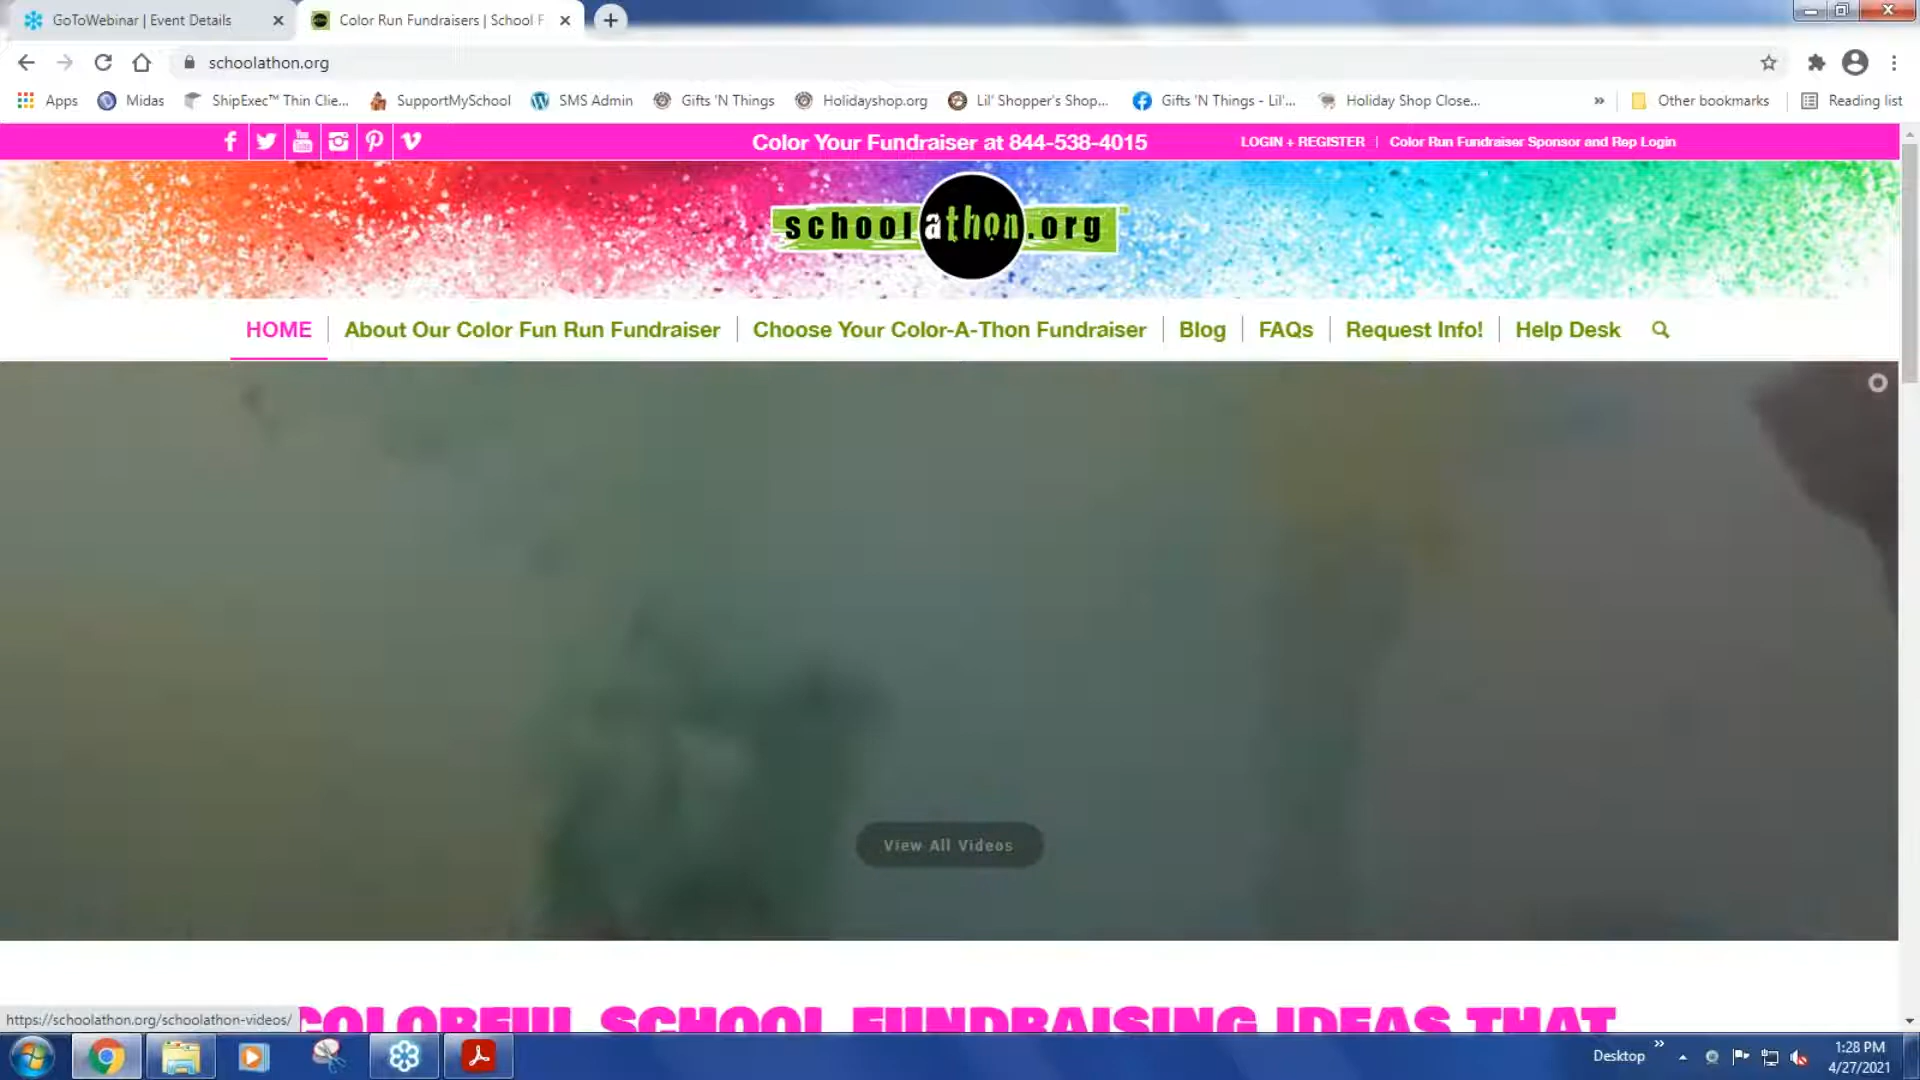 GoToWebinar | Event Details
Color Run Fundraisers | School F
schoolathon.org
Apps
Midas
ShipExec™ Thin Clie...
SupportMySchool
SMS Admin
Gifts 'N Things
Holidayshop.org
Lil' Shopper's Shop...
Gifts 'N Things - Lil'...
Holiday Shop Close...
»
Other bookmarks
Reading list
Color Your Fundraiser at 844-538-4015
LOGIN + REGISTER | Color Run Fundraiser Sponsor and Rep Login
schoolathon.org
HOME
About Our Color Fun Run Fundraiser
Choose Your Color-A-Thon Fundraiser
Blog
FAQs
Request Info!
Help Desk
View All Videos
COLORFUL SCHOOL FUNDRAISING IDEAS THAT
https://schoolathon.org/schoolathon-videos/
Desktop
»
1:28 PM
4/27/2021